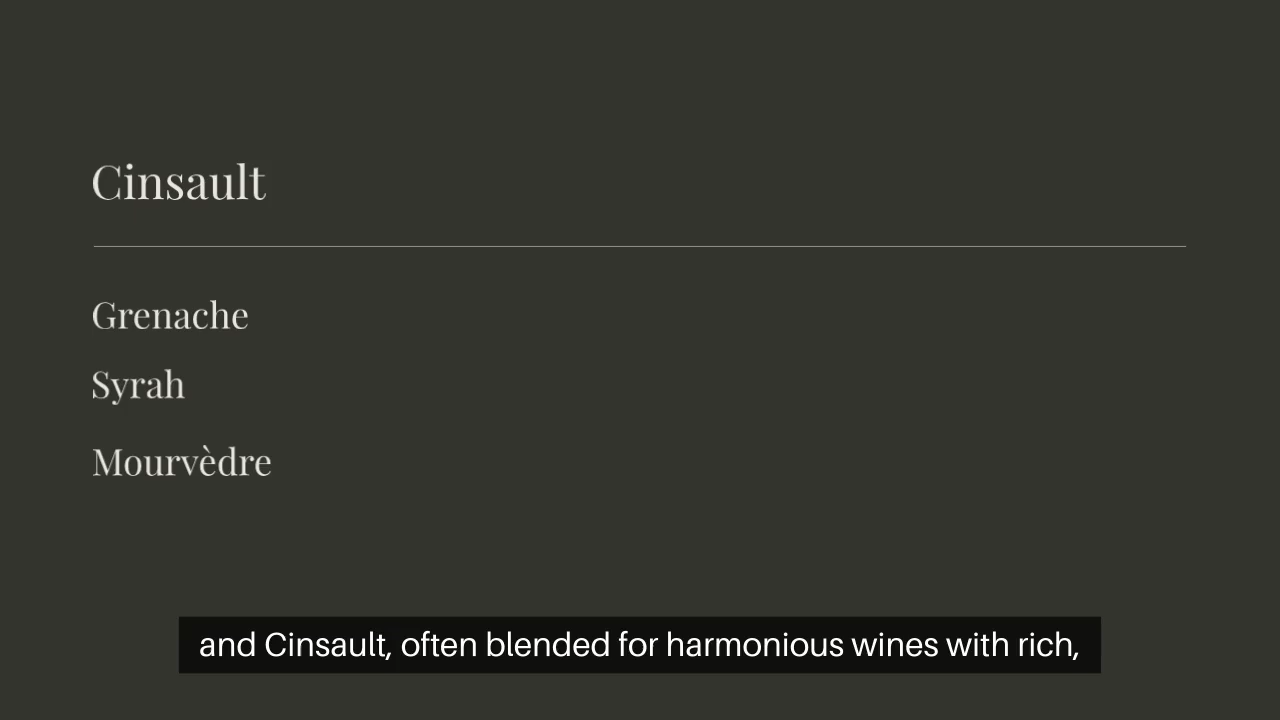 Cinsault
Grenache
Syrah
Mourvèdre
and Cinsault, often blended for harmonious wines with rich,